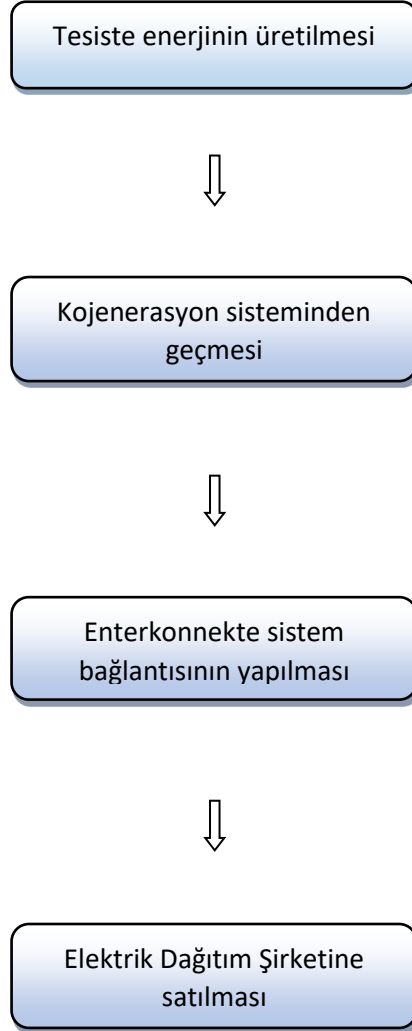 Tesiste enerjinin üretilmesi
Kojenerasyon sisteminden
geçmesi
Enterkonnekte sistem
bağlantısının yapılması
Elektrik Dağıtım Şirketine
satılması